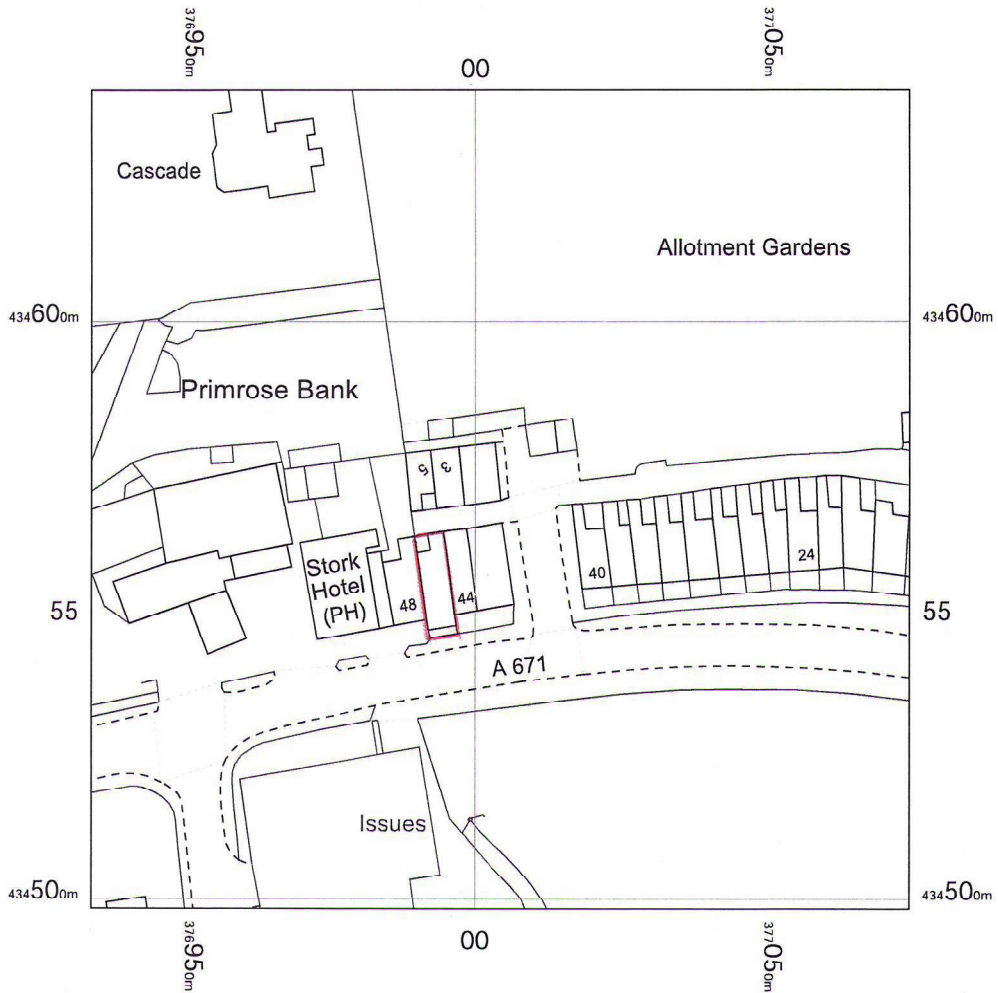 376950m
00
377050m
Cascade
Allotment Gardens
434600m
434600m
Primrose Bank
5
3
Stork
Hotel
(PH)
48
44
40
24
55
55
A 671
Issues
434500m
434500m
376950m
00
377050m